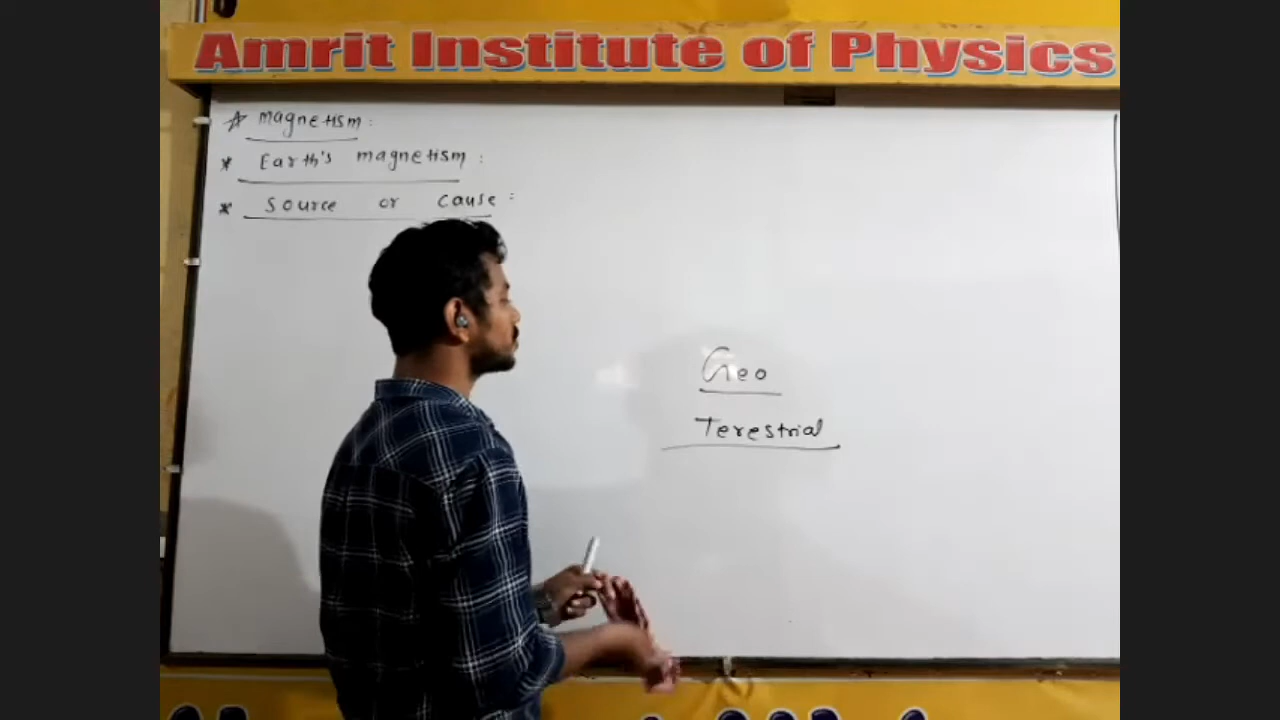 Amrit Institute of Physics
☆ magnetism:
* Earth's magnetism:
* source or cause:
Geo
Terestrial